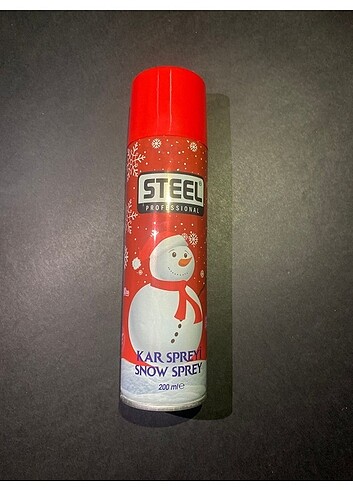 STEEL
PROFESSIONAL
KAR SPREYİ
SNOW SPREY
200 ml e